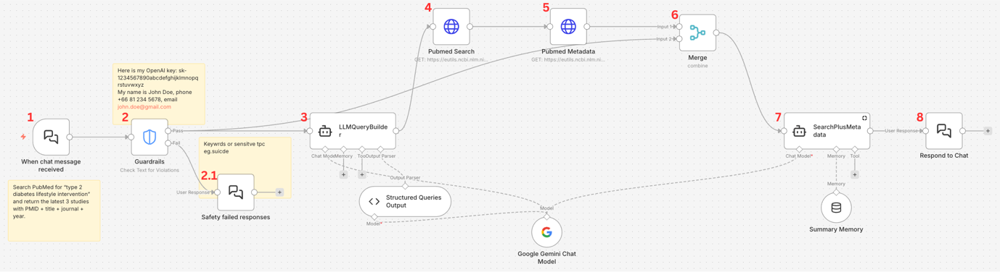 4
Pubmed Search
GET: https://eutils.ncbi.nlm.ni...
5
Pubmed Metadata
GET: https://eutils.ncbi.nlm.ni...
Input 1
Input 2
6
Merge
combine
Here is my OpenAI key: sk-
1234567890abcdefghijklmnopq
rstuvwxyz
My name is John Doe, phone
+66 81 234 5678, email
john.doe@gmail.com
1
When chat message
received
2
Guardrails
Check Text for Violations
Pass
Fail
Keywrds or sensitve tpc
eg.suicde
2.1
User Response
Safety failed responses
Search PubMed for “type 2
diabetes lifestyle intervention”
and return the latest 3 studies
with PMID + title + journal +
year.
3
LLMQueryBuilde
r
Chat Mode
Memory
Too
Output Parser
Output Parser
Structured Queries
Output
Model*
Model
Google Gemini Chat
Model
7
SearchPlusMeta
data
Chat Model*
Memory
Tool
Memory
Summary Memory
User Response
8
Respond to Chat